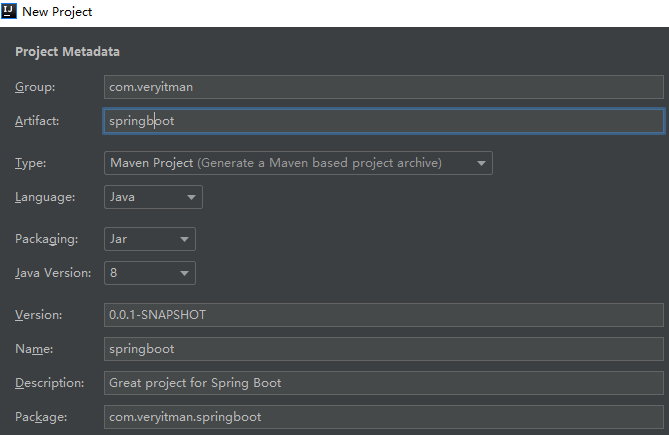 IJ New Project
Project Metadata
Group: com.veryitman
Artifact: springboot
Type: Maven Project (Generate a Maven based project archive)
Language: Java
Packaging: Jar
Java Version: 8
Version: 0.0.1-SNAPSHOT
Name: springboot
Description: Great project for Spring Boot
Package: com.veryitman.springboot